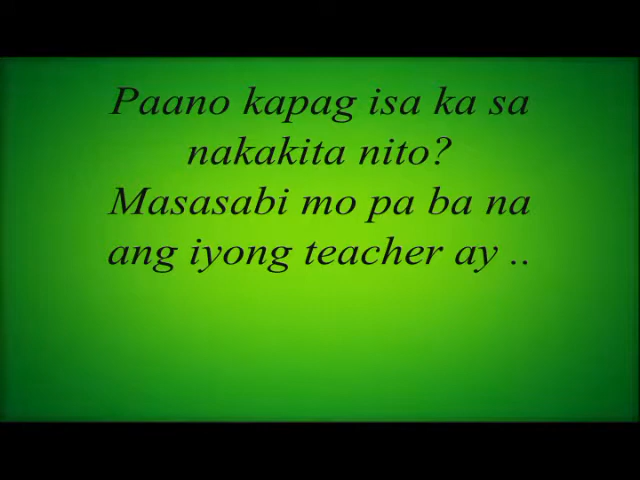 Paano kapag isa ka sa
nakakita nito?
Masasabi mo pa ba na
ang iyong teacher ay ..